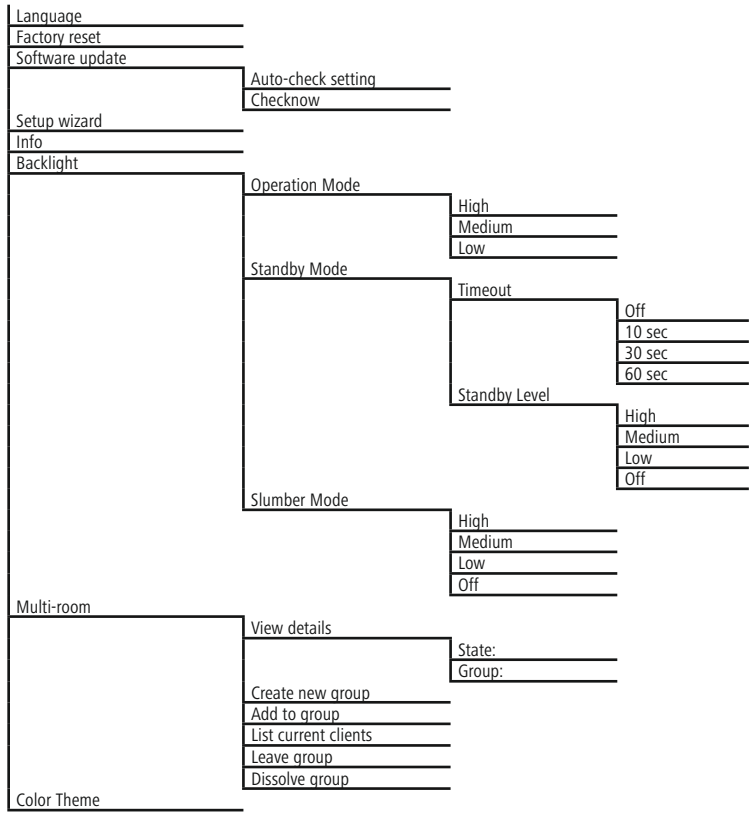 Language
Factory reset
Software update
Auto-check setting
Checknow
Setup wizard
Info
Backlight
Operation Mode
High
Medium
Low
Standby Mode
Timeout
Off
10 sec
30 sec
60 sec
Standby Level
High
Medium
Low
Off
Slumber Mode
High
Medium
Low
Off
Multi-room
View details
State:
Group:
Create new group
Add to group
List current clients
Leave group
Dissolve group
Color Theme